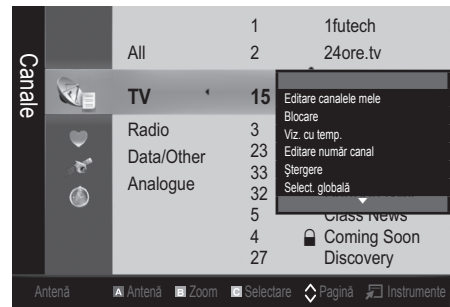 Canale
1 1futech
All 2 24ore.tv
TV 15
Radio 3
Data/Other 23
Analogue 33
32
5 Class News
4 Coming Soon
27 Discovery
Editare canalele mele
Blocare
Viz. cu temp.
Editare număr canal
Ştergere
Select. globală
Antenă A Antenă B Zoom C Selectare Pagină Instrumente